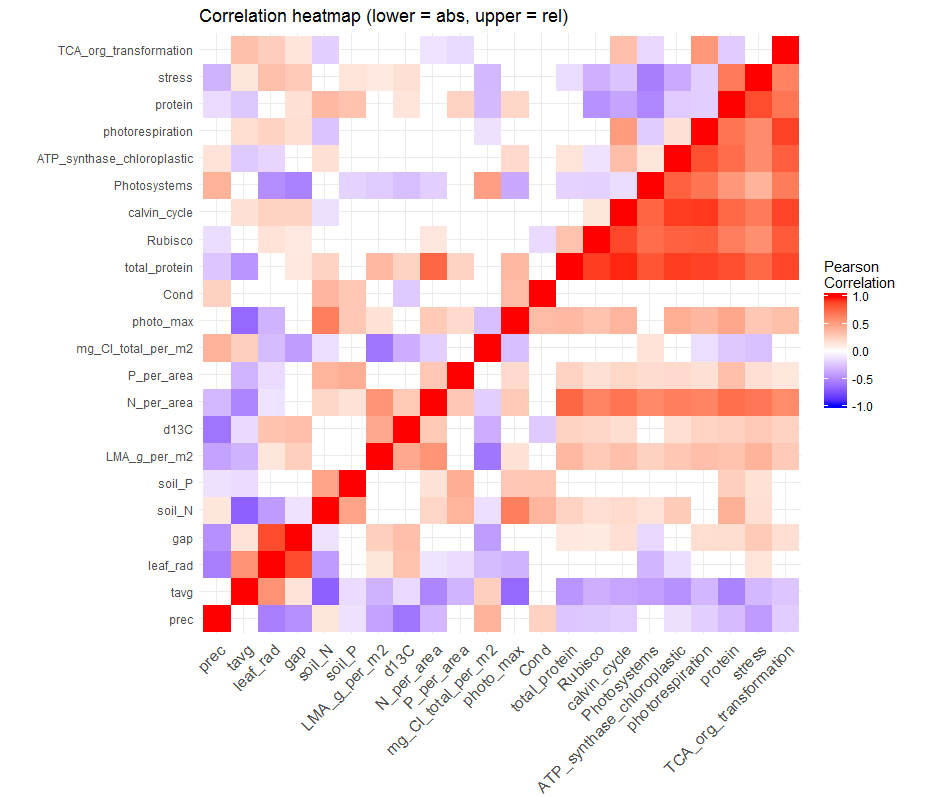 Correlation heatmap (lower = abs, upper = rel)
TCA_org_transformation
stress
protein
photorespiration
ATP_synthase_chloroplastic
Photosystems
calvin_cycle
Rubisco
total_protein
Cond
photo_max
mg_Cl_total_per_m2
P_per_area
N_per_area
d13C
LMA_g_per_m2
soil_P
soil_N
gap
leaf_rad
tavg
prec
prec
tavg
leaf_rad
gap
soil_N
soil_P
LMA_g_per_m2
d13C
N_per_area
P_per_area
mg_Cl_total_per_m2
photo_max
Cond
total_protein
Rubisco
calvin_cycle
Photosystems
ATP_synthase_chloroplastic
photorespiration
protein
stress
TCA_org_transformation
Pearson
Correlation
1.0
0.5
0.0
-0.5
-1.0